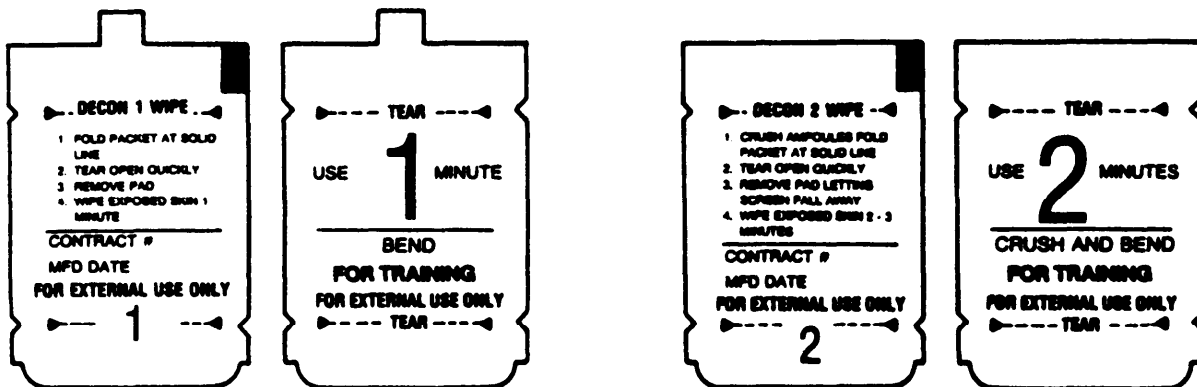 DECON 1 WIPE
1 FOLD PACKET AT SOLID
LINE
2. TEAR OPEN QUICKLY
3 REMOVE PAD
4. WIPE EXPOSED SKIN 1
MINUTE
CONTRACT #
MFD DATE
FOR EXTERNAL USE ONLY
1
TEAR
USE 1 MINUTE
BEND
FOR TRAINING
FOR EXTERNAL USE ONLY
TEAR
DECON 2 WIPE
1. CRUSH AMPOULES FOLD
PACKET AT SOLID LINE
2. TEAR OPEN QUICKLY
3. REMOVE PAD LETTING
SCREEN FALL AWAY
4. WIPE EXPOSED SKIN 2 - 3
MINUTES
CONTRACT #
MFD DATE
FOR EXTERNAL USE ONLY
2
TEAR
USE 2 MINUTES
CRUSH AND BEND
FOR TRAINING
FOR EXTERNAL USE ONLY
TEAR